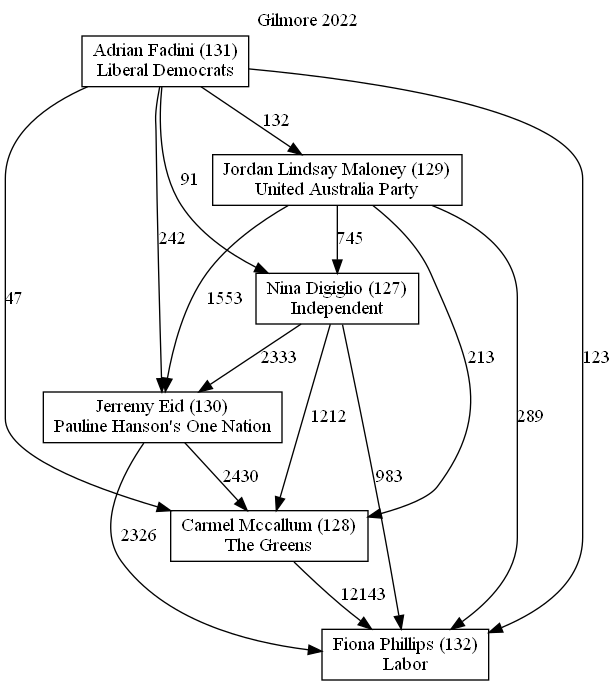 Gilmore 2022
Adrian Fadini (131)
Liberal Democrats
132
Jordan Lindsay Maloney (129)
United Australia Party
91
242
745
Nina Digiglio (127)
Independent
47
1553
213
123
2333
Jerremy Eid (130)
Pauline Hanson's One Nation
1212
289
2430
983
Carmel Mccallum (128)
The Greens
2326
12143
Fiona Phillips (132)
Labor